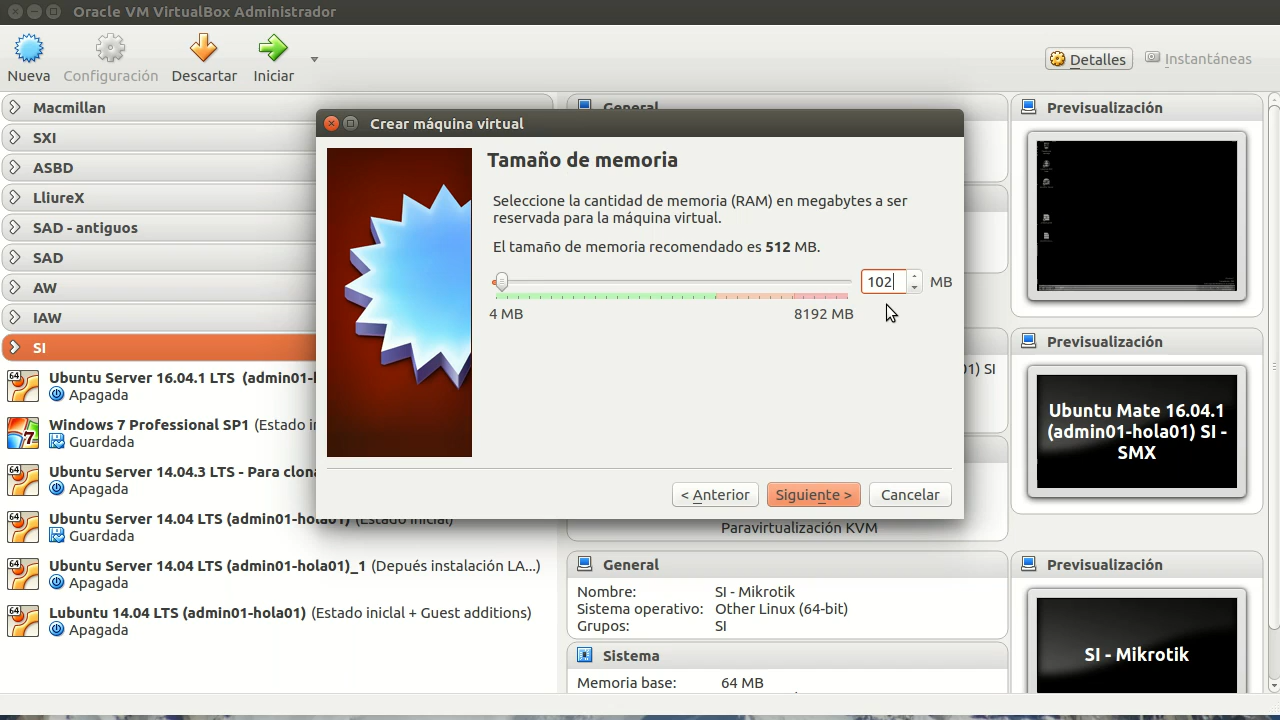 Oracle VM VirtualBox Administrador
Nueva
Configuración
Descartar
Iniciar
Detalles
Instantáneas
Macmillan
SXI
ASBD
LliureX
SAD - antiguos
SAD
AW
IAW
SI
Ubuntu Server 16.04.1 LTS (admin01-h
Apagada
Windows 7 Professional SP1 (Estado in
Guardada
Ubuntu Server 14.04.3 LTS - Para clona
Apagada
Ubuntu Server 14.04 LTS (admin01-hola01) (Estado inicial)
Guardada
Ubuntu Server 14.04 LTS (admin01-hola01)_1 (Depués instalación LA...)
Apagada
Lubuntu 14.04 LTS (admin01-hola01) (Estado iniclal + Guest additions)
Apagada
Crear máquina virtual
Tamaño de memoria
Seleccione la cantidad de memoria (RAM) en megabytes a ser
reservada para la máquina virtual.
El tamaño de memoria recomendado es 512 MB.
102 MB
4 MB 8192 MB
< Anterior
Siguiente >
Cancelar
General
01) SI
Paravirtualización KVM
General
Nombre: SI - Mikrotik
Sistema operativo: Other Linux (64-bit)
Grupos: SI
Sistema
Memoria base: 64 MB
Previsualización
Previsualización
Ubuntu Mate 16.04.1
(admin01-hola01) SI -
SMX
Previsualización
SI - Mikrotik